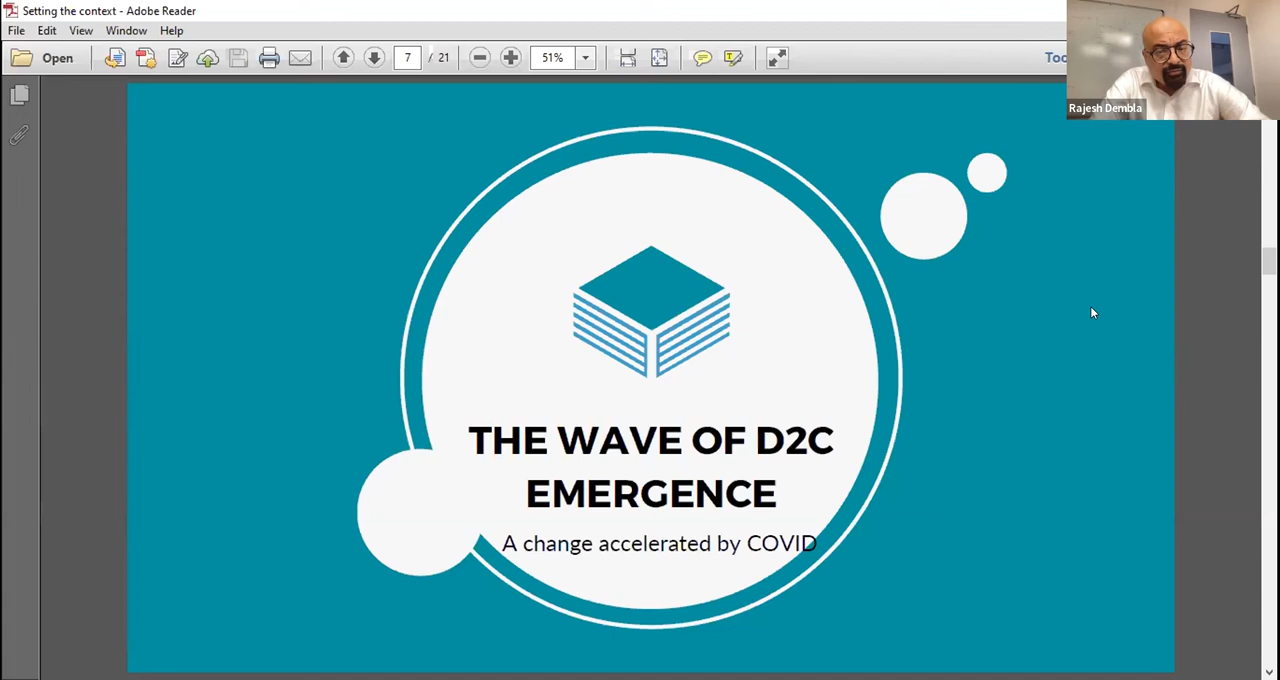 Setting the context - Adobe Reader
File Edit View Window Help
Open
7 / 21
51%
Rajesh Dembla
THE WAVE OF D2C
EMERGENCE
A change accelerated by COVID